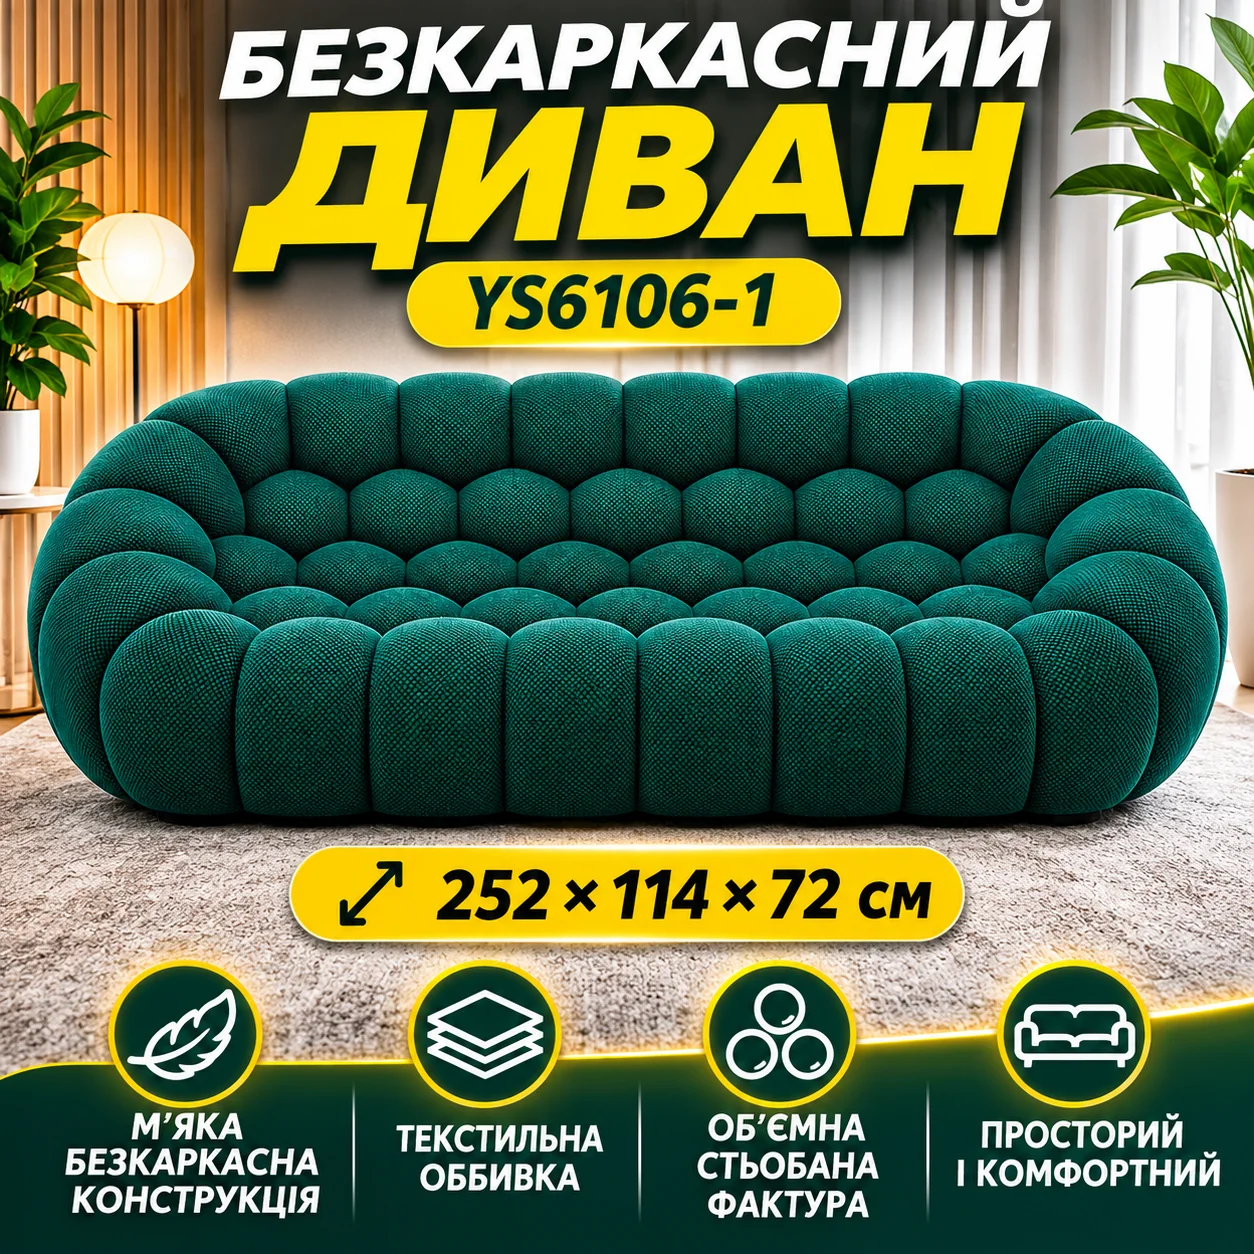 БЕЗКАРКАСНИЙ
ДИВАН
YS6106-1
252 × 114 × 72 см
М’ЯКА
БЕЗКАРКАСНА
КОНСТРУКЦІЯ
ТЕКСТИЛЬНА
ОББИВКА
ОБ’ЄМНА
СТЬОБАНА
ФАКТУРА
ПРОСТОРИЙ
І КОМФОРТНИЙ